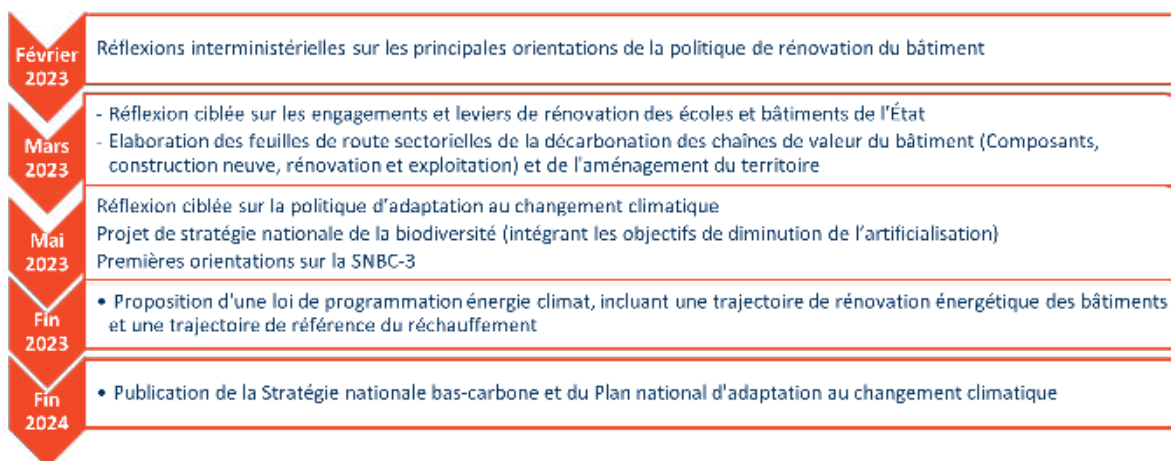 Février
2023
Réflexions interministérielles sur les principales orientations de la politique de rénovation du bâtiment
Mars
2023
- Réflexion ciblée sur les engagements et leviers de rénovation des écoles et bâtiments de l'État
- Elaboration des feuilles de route sectorielles de la décarbonation des chaînes de valeur du bâtiment (Composants,
construction neuve, rénovation et exploitation) et de l'aménagement du territoire
Mai
2023
Réflexion ciblée sur la politique d'adaptation au changement climatique
Projet de stratégie nationale de la biodiversité (intégrant les objectifs de diminution de l'artificialisation)
Premières orientations sur la SNBC-3
Fin
2023
• Proposition d'une loi de programmation énergie climat, incluant une trajectoire de rénovation énergétique des bâtiments
et une trajectoire de référence du réchauffement
Fin
2024
• Publication de la Stratégie nationale bas-carbone et du Plan national d'adaptation au changement climatique